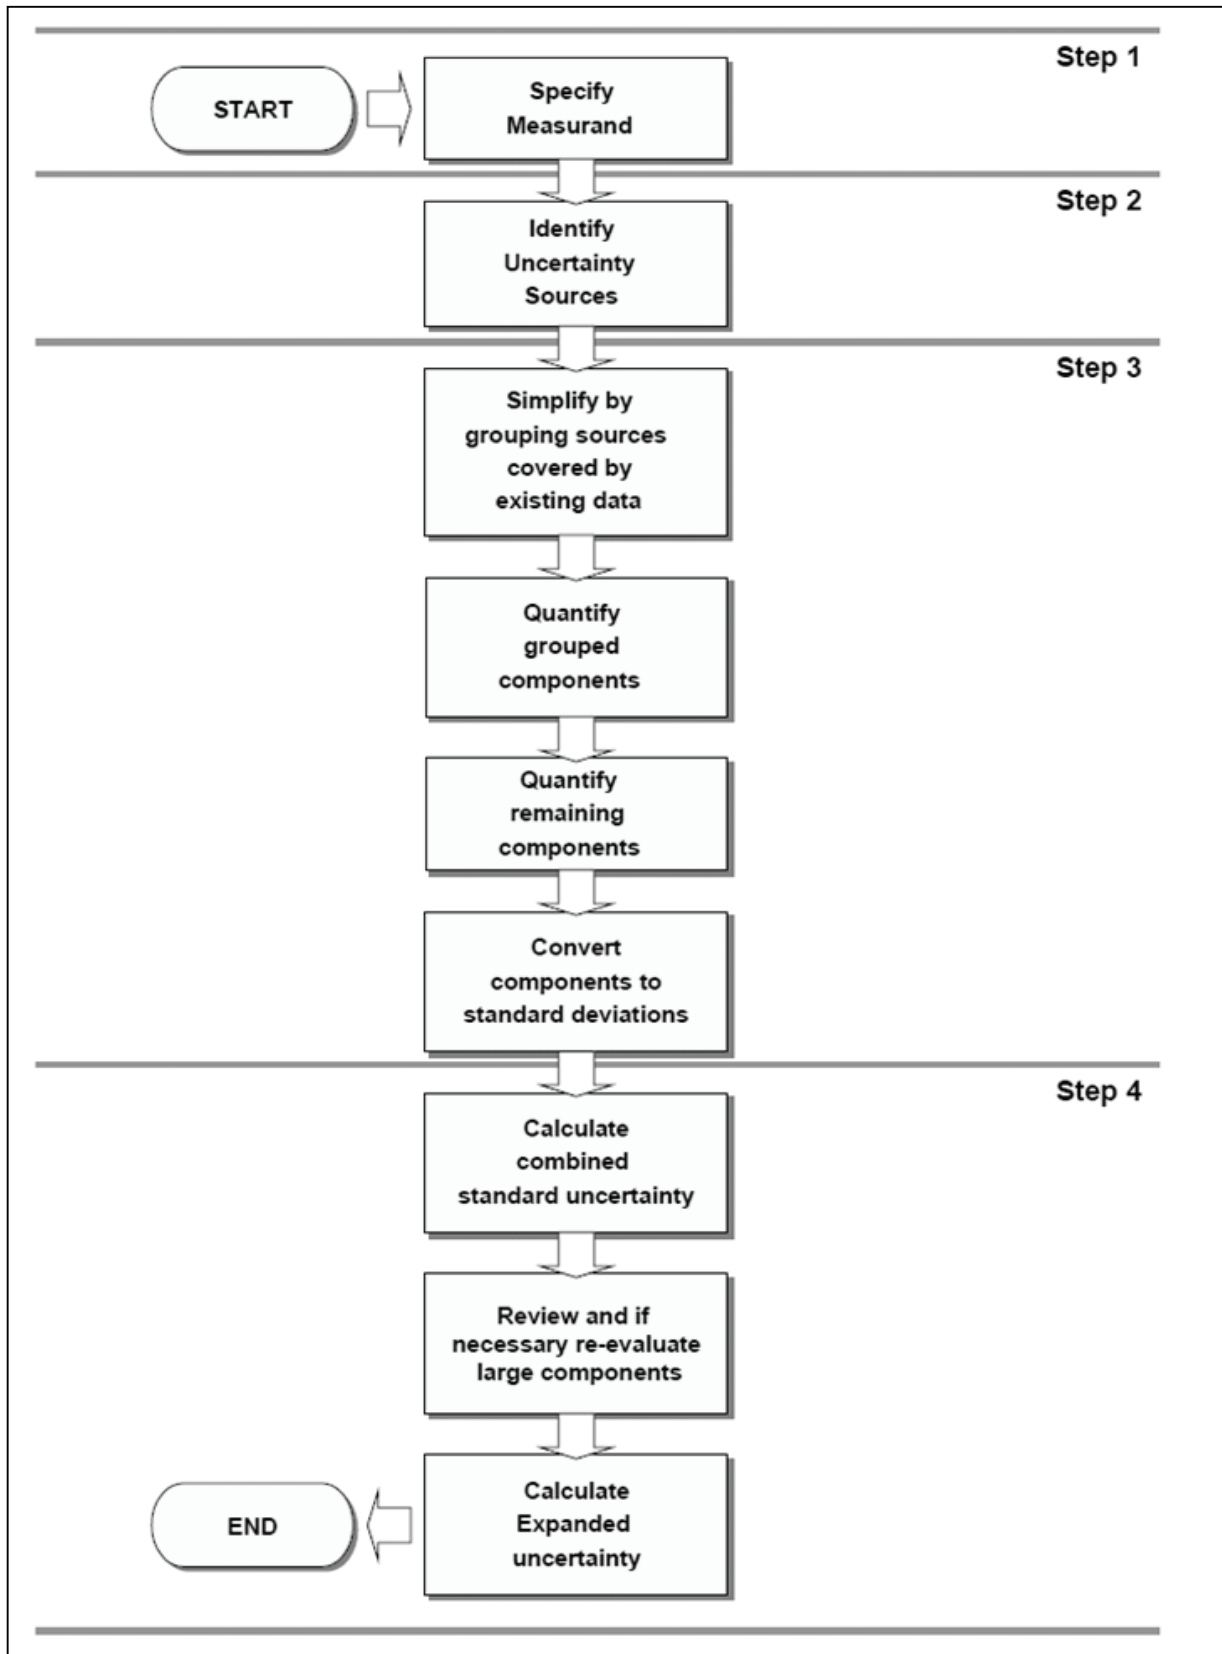 Step 1
START
Specify
Measurand
Step 2
Identify
Uncertainty
Sources
Step 3
Simplify by
grouping sources
covered by
existing data
Quantify
grouped
components
Quantify
remaining
components
Convert
components to
standard deviations
Step 4
Calculate
combined
standard uncertainty
Review and if
necessary re-evaluate
large components
Calculate
Expanded
uncertainty
END